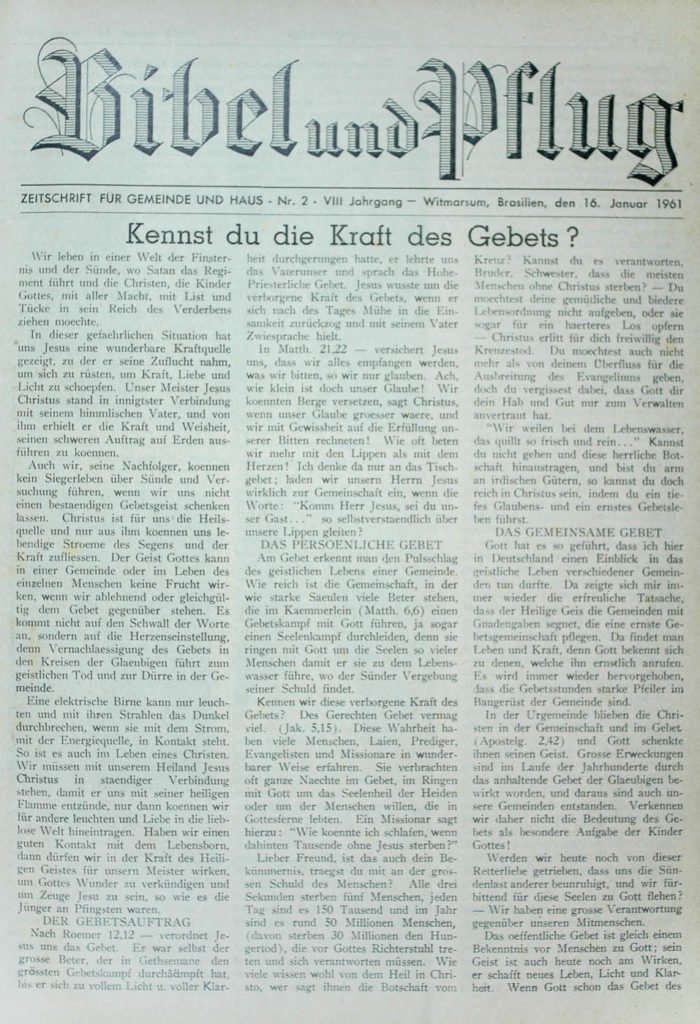 Bibel und Pflug
ZEITSCHRIFT FÜR GEMEINDE UND HAUS - Nr. 2 - VIII Jahrgang — Witmarsum, Brasilien, den 16. Januar 1961
Kennst du die Kraft des Gebets?
Wir leben in einer Welt der Finster-
nis und der Sünde, wo Satan das Regi-
ment führt und die Christen, die Kinder
Gottes, mit aller Macht, mit List und
Tücke in sein Reich des Verderbens
ziehen moechte.
In dieser gefaehrlichen Situation hat
uns Jesus eine wunderbare Kraftquelle
gezeigt, zu der er seine Zuflucht nahm,
um sich zu rüsten, um Kraft, Liebe und
Licht zu schoepfen. Unser Meister Jesus
Christus stand in innigtster Verbindung
mit seinem himmlischen Vater, und von
ihm erhielt er die Kraft und Weisheit,
seinen schweren Auftrag auf Erden aus-
führen zu koennen.
Auch wir, seine Nachfolger, koennen
kein Siegerleben über Sünde und Ver-
suchung führen, wenn wir uns nicht
einen bestaendigen Gebetsgeist schenken
lassen. Christus ist für uns die Heils-
quelle und nur aus ihm koennen uns le-
bendige Stroeme des Segens und der
Kraft zufliessen. Der Geist Gottes kann
in einer Gemeinde oder im Leben des
einzelnen Menschen keine Frucht wir-
ken, wenn wir ablehnend oder gleichgül-
tig dem Gebet gegenüber stehen. Es
kommt nicht auf den Schwall der Worte
an, sondern auf die Herzenseinstellung,
denn Vernachlaessigung des Gebets in
den Kreisen der Glaeubigen führt zum
geistlichen Tod und zur Dürre in der Ge-
meinde.
Eine elektrische Birne kann nur leuch-
ten und mit ihren Strahlen das Dunkel
durchbrechen, wenn sie mit dem Strom,
mit der Energiequelle, in Kontakt steht.
So ist es auch im Leben eines Christen.
Wir müssen mit unserem Heiland Jesus
Christus in staendiger Verbindung
stehen, damit er uns mit seiner heiligen
Flamme entzünde, nur dann koennen wir
für andere leuchten und Liebe in die lieb-
lose Welt hineintragen. Haben wir einen
guten Kontakt mit dem Lebensborn,
dann dürfen wir in der Kraft des Heili-
gen Geistes für unsern Meister wirken,
um Gottes Wunder zu verkündigen und
um Zeuge Jesu zu sein, so wie es die
Jünger an Pfingsten waren.
DER GEBETSAUFTRAG
Nach Roemer 12.12 — verordnet Je-
sus uns das Gebet. Er war selbst der
grosse Beter, der in Gethsemane den
grössten Gebetskampf durchäämpft hat,
bis er sich zu vollem Licht u. voller Klar-
heit durchgerungen hatte, er lehrte uns
das Vaterunser und sprach das Hohe-
Priesterliche Gebet. Jesus wusste um die
verborgene Kraft des Gebets, wenn er
sich nach des Tages Mühe in die Ein-
samkeit zurückzog und mit seinem Vater
Zwiesprache hielt.
In Matth. 21,22 — versichert Jesus
uns, dass wir alles empfangen werden,
was wir bitten, so wir nur glauben. Ach,
wie klein ist doch unser Glaube! Wir
koennten Berge versetzen, sagt Christus,
wenn unser Glaube groesser waere, und
wir mit Gewissheit auf die Erfüllung un-
serer Bitten rechneten! Wie oft beten
wir mehr mit den Lippen als mit dem
Herzen! Ich denke da nur an das Tisch-
gebet; laden wir unsern Herrn Jesus
wirklich zur Gemeinschaft ein, wenn die
Worte: "Komm Herr Jesus, sei du un-
ser Gast..." so selbstverstaendlich über
unsere Lippen gleiten?
DAS PERSOENLICHE GEBET
Am Gebet erkennt man den Pulsschlag
des geistlichen Lebens einer Gemeinde.
Wie reich ist die Gemeinschaft, in der
wie starke Saeulen viele Beter stehen,
die im Kaemmerlein (Matth. 6,6) einen
Gebetskampf mit Gott führen, ja sogar
einen Seelenkampf durchleiden, denn sie
ringen mit Gott um die Seelen so vieler
Menschen damit er sie zu dem Lebens-
wasser führe, wo der Sünder Vergebung
seiner Schuld findet.
Kennen wir diese verborgene Kraft des
Gebets? Des Gerechten Gebet vermag
viel. (Jak. 5,15). Diese Wahrheit ha-
ben viele Menschen, Laien, Prediger,
Evangelisten und Missionare in wunder-
barer Weise erfahren. Sie verbrachten
oft ganze Naechte im Gebet, im Ringen
mit Gott um das Seelenheil der Heiden
oder um der Menschen willen, die in
Gottesferne lebten. Ein Missionar sagt
hierzu: "Wie koennte ich schlafen, wenn
dahinten Tausende ohne Jesus sterben?"
Lieber Freund, ist das auch dein Be-
kümmernis, traegst du mit an der gros-
sen Schuld des Menschen? Alle drei
Sekunden sterben fünf Menschen, jeden
Tag sind es 150 Tausend und im Jahr
sind es rund 50 Millionen Menschen,
(davon sterben 30 Millionen den Hun-
gertod), die vor Gottes Richterstuhl tre-
ten und sich verantworten müssen. Wie
viele wissen wohl von dem Heil in Chri-
sto, wer sagt ihnen die Botschaft vom
Kreuz? Kannst du es verantworten,
Bruder, Schwester, dass die meisten
Menschen ohne Christus sterben? — Du
moechtest deine gemütliche und biedere
Lebensordnung nicht aufgeben, oder sie
sogar für ein haerteres Los opfern
— Christus erlitt für dich freiwillig den
Kreuzestod. Du moechtest auch nicht
mehr als von deinem Überfluss für die
Ausbreitung des Evangeliums geben,
doch du vergissest dabei, dass Gott dir
dein Hab und Gut nur zum Verwalten
anvertraut hat.
"Wir weilen bei dem Lebenswasser,
das quillt so frisch und rein..." Kannst
du nicht gehen und diese herrliche Bot-
schaft hinaustragen, und bist du arm
an irdischen Gütern, so kannst du doch
reich in Christus sein, indem du ein tie-
fes Glaubens- und ein ernstes Gebetsle-
ben führst.
DAS GEMEINSAME GEBET
Gott hat es so geführt, dass ich hier
in Deutschland einen Einblick in das
geistliche Leben verschiedener Gemein-
den tun durfte. Da zeigte sich mir im-
mer wieder die erfreuliche Tatsache,
dass der Heilige Geis die Gemeinden mit
Gnadengaben segnet, die eine ernste Ge-
betsgemeinschaft pflegen. Da findet man
Leben und Kraft, denn Gott bekennt sich
zu denen, welche ihn ernstlich anrufen.
Es wird immer wieder hervorgehoben,
dass die Gebetsstunden starke Pfeiler im
Baugerüst der Gemeinde sind.
In der Urgemeinde blieben die Chri-
sten in der Gemeinschaft und im Gebet
(Apostelg. 2,42) und Gott schenkte
ihnen seinen Geist. Grosse Erweckungen
sind im Laufe der Jahrhunderte durch
das anhaltende Gebet der Glaeubigen be-
wirkt worden, und daraus sind auch un-
sere Gemeinden entstanden. Verkennen
wir daher nicht die Bedeutung des Ge-
bets als besondere Aufgabe der Kinder
Gottes!
Werden wir heute noch von dieser
Retterliebe getrieben, dass uns die Sün-
denlast anderer beunruhigt, und wir für-
bittend für diese Seelen zu Gott flehen?
— Wir haben eine grosse Verantwortung
gegenüber unseren Mitmenschen.
Das oeffentliche Gebet ist gleich einem
Bekenntnis vor Menschen zu Gott; sein
Geist ist auch heute noch am Wirken,
er schafft neues Leben, Licht und Klar-
heit. Wenn Gott schon das Gebet des